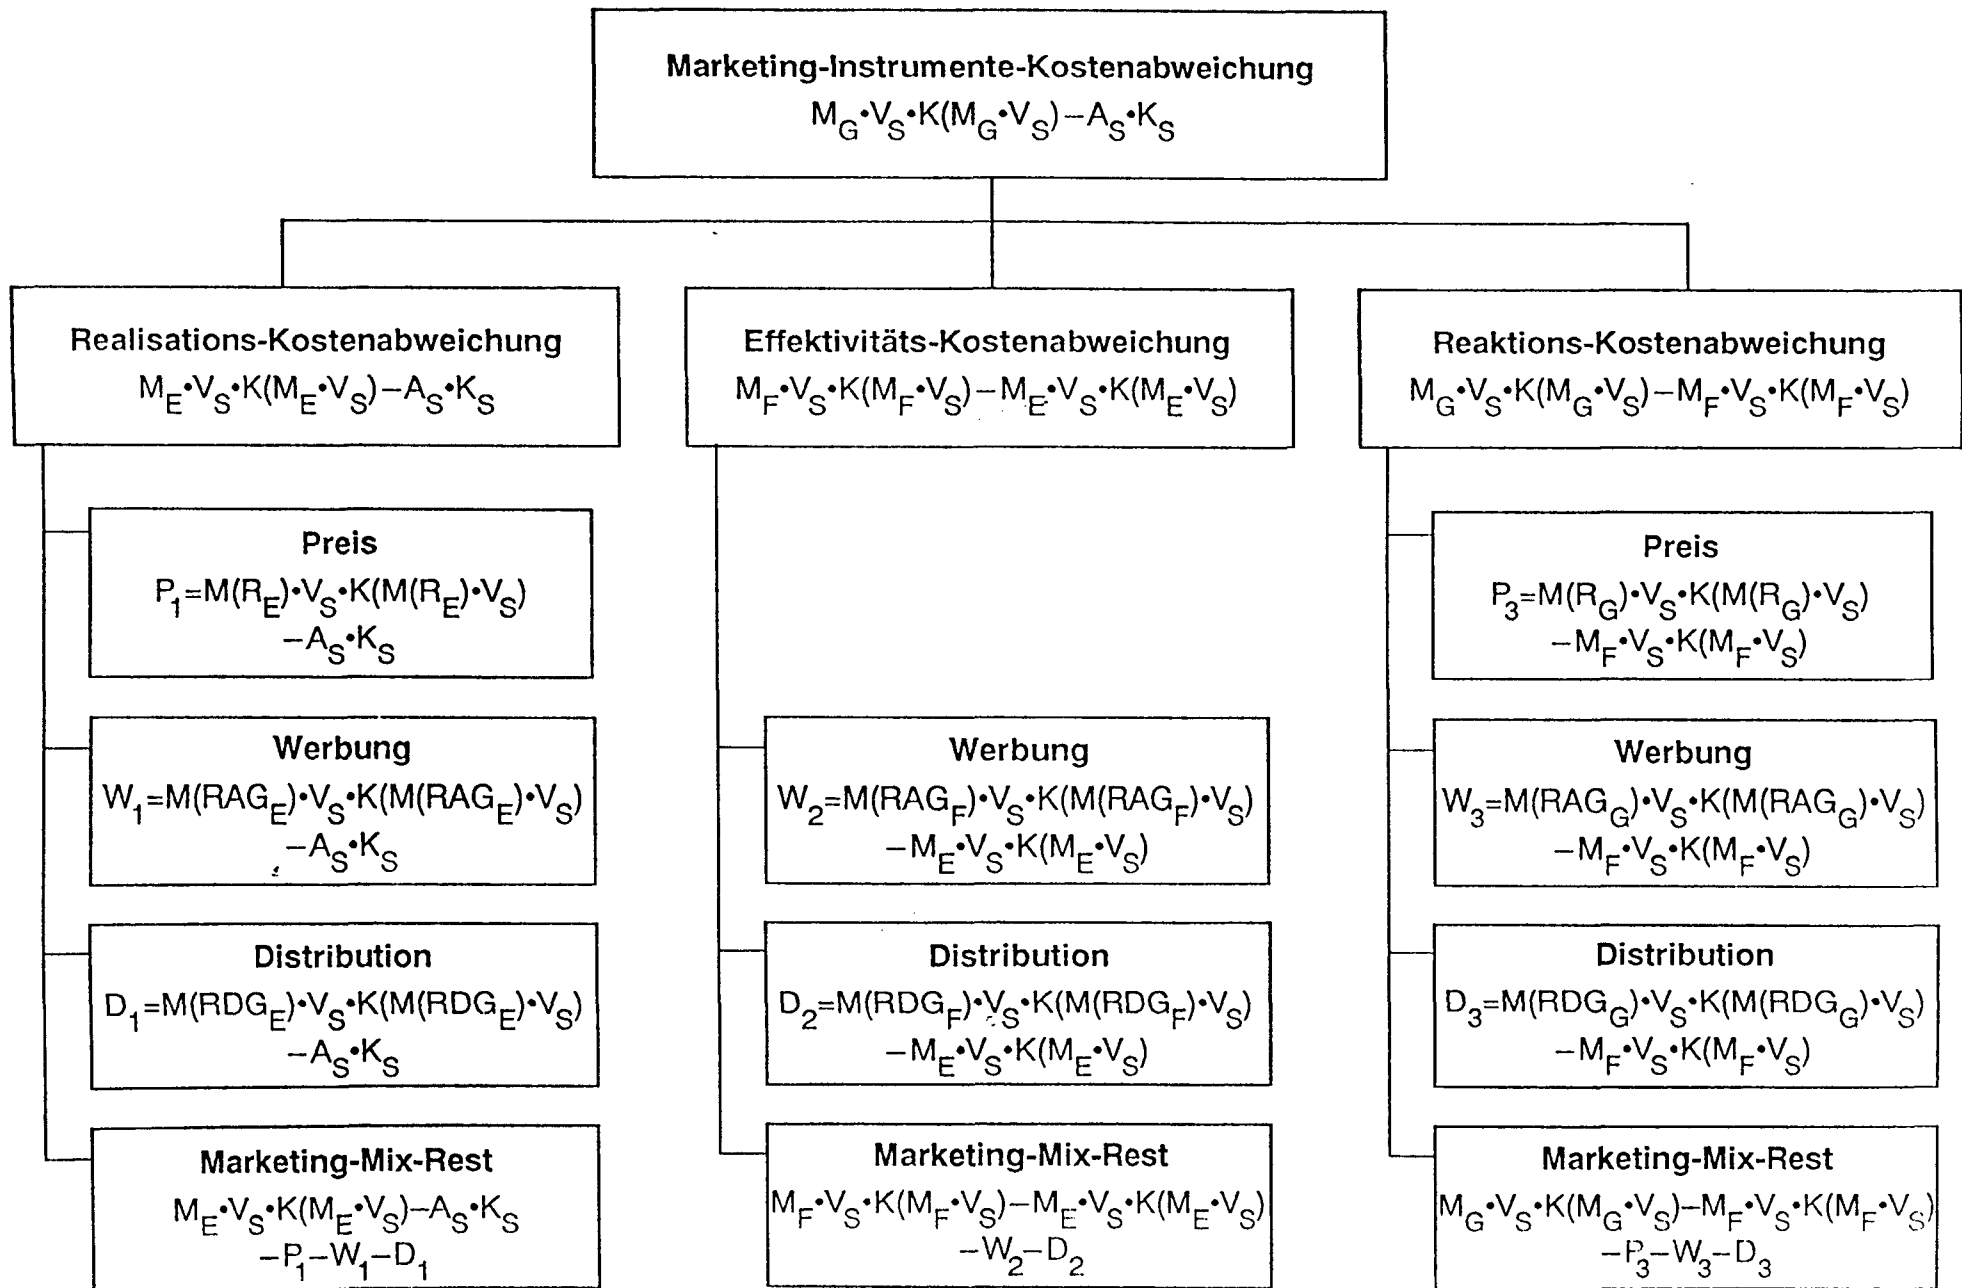 Marketing-Instrumente-Kostenabweichung
M_G•V_S•K(M_G•V_S)–A_S•K_S
Realisations-Kostenabweichung
M_E•V_S•K(M_E•V_S)–A_S•K_S
Effektivitäts-Kostenabweichung
M_F•V_S•K(M_F•V_S)–M_E•V_S•K(M_E•V_S)
Reaktions-Kostenabweichung
M_G•V_S•K(M_G•V_S)–M_F•V_S•K(M_F•V_S)
Preis
P_1=M(R_E)•V_S•K(M(R_E)•V_S)
–A_S•K_S
Werbung
W_1=M(RAG_E)•V_S•K(M(RAG_E)•V_S)
–A_S•K_S
Distribution
D_1=M(RDG_E)•V_S•K(M(RDG_E)•V_S)
–A_S•K_S
Marketing-Mix-Rest
M_E•V_S•K(M_E•V_S)–A_S•K_S
–P_1–W_1–D_1
Werbung
W_2=M(RAG_F)•V_S•K(M(RAG_F)•V_S)
–M_E•V_S•K(M_E•V_S)
Distribution
D_2=M(RDG_F)•V_S•K(M(RDG_F)•V_S)
–M_E•V_S•K(M_E•V_S)
Marketing-Mix-Rest
M_F•V_S•K(M_F•V_S)–M_E•V_S•K(M_E•V_S)
–W_2–D_2
Preis
P_3=M(R_G)•V_S•K(M(R_G)•V_S)
–M_F•V_S•K(M_F•V_S)
Werbung
W_3=M(RAG_G)•V_S•K(M(RAG_G)•V_S)
–M_F•V_S•K(M_F•V_S)
Distribution
D_3=M(RDG_G)•V_S•K(M(RDG_G)•V_S)
–M_F•V_S•K(M_F•V_S)
Marketing-Mix-Rest
M_G•V_S•K(M_G•V_S)–M_F•V_S•K(M_F•V_S)
–P_3–W_3–D_3